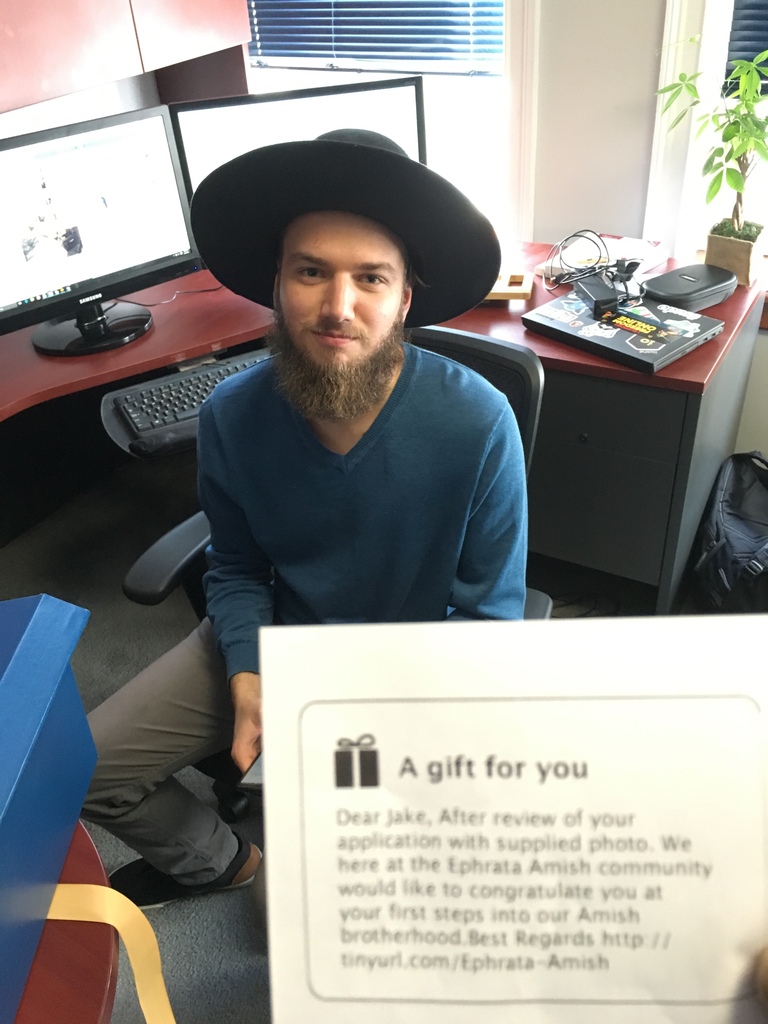 SAMSUNG
A gift for you
Dear Jake, After review of your
application with supplied photo. We
here at the Ephrata Amish community
would like to congratulate you at
your first steps into our Amish
brotherhood.Best Regards http://
tinyurl.com/Ephrata-Amish